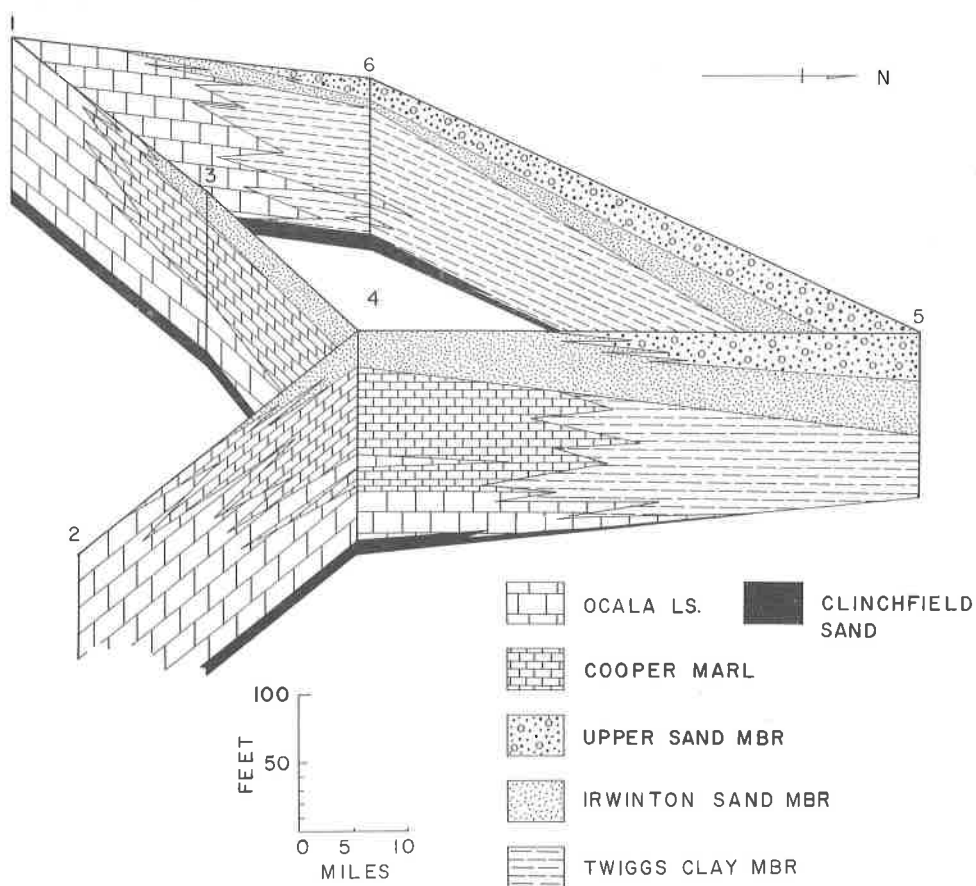 1
6
N
3
4
5
2
OCALA LS.
CLINCHFIELD
SAND
COOPER MARL
UPPER SAND MBR
IRWINTON SAND MBR
TWIGGS CLAY MBR
100
50
FEET
0 5 10
MILES